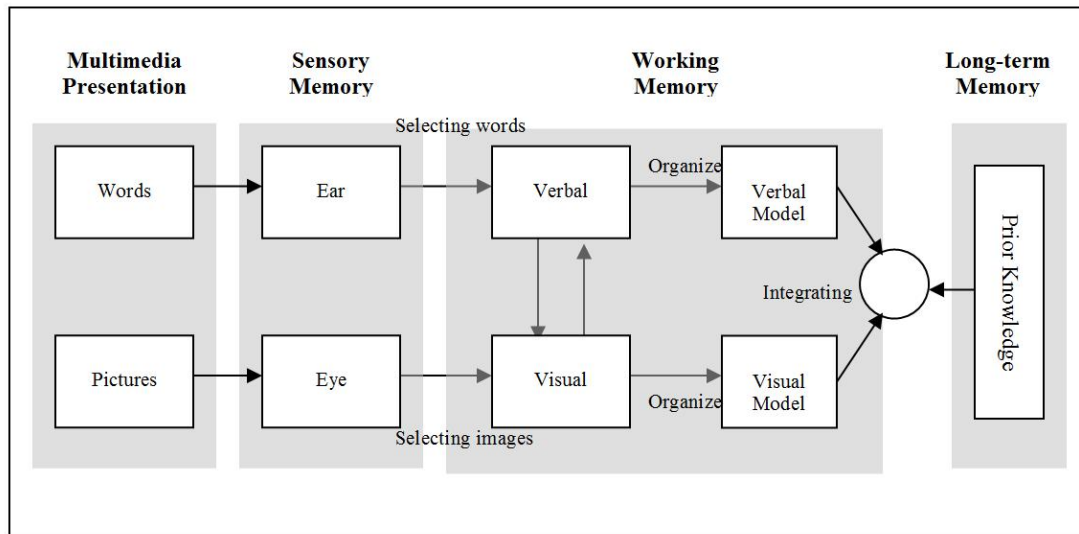 Multimedia
Presentation
Sensory
Memory
Working
Memory
Long-term
Memory
Selecting words
Words
Ear
Verbal
Organize
Verbal
Model
Integrating
Prior Knowledge
Pictures
Eye
Visual
Organize
Visual
Model
Selecting images